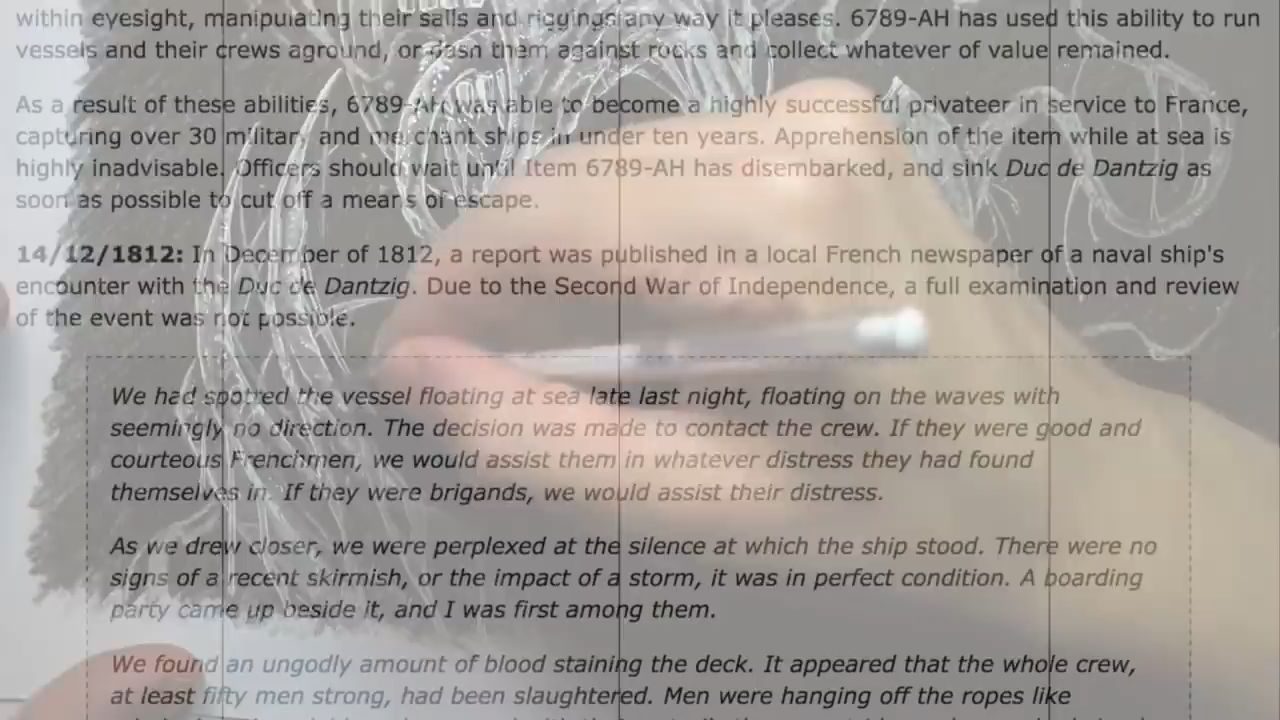 within eyesight, manipulating their sails and riggings any way it pleases. 6789-AH has used this ability to run
vessels and their crews aground, or dash them against rocks and collect whatever of value remained.
As a result of these abilities, 6789-AH was able to become a highly successful privateer in service to France,
capturing over 30 military and merchant ships in under ten years. Apprehension of the item while at sea is
highly inadvisable. Officers should wait until Item 6789-AH has disembarked, and sink Duc de Dantzig as
soon as possible to cut off a means of escape.
14/12/1812: In December of 1812, a report was published in a local French newspaper of a naval ship's
encounter with the Duc de Dantzig. Due to the Second War of Independence, a full examination and review
of the event was not possible.
We had spotted the vessel floating at sea late last night, floating on the waves with
seemingly no direction. The decision was made to contact the crew. If they were good and
courteous Frenchmen, we would assist them in whatever distress they had found
themselves in. If they were brigands, we would assist their distress.
As we drew closer, we were perplexed at the silence at which the ship stood. There were no
signs of a recent skirmish, or the impact of a storm, it was in perfect condition. A boarding
party came up beside it, and I was first among them.
We found an ungodly amount of blood staining the deck. It appeared that the whole crew,
at least fifty men strong, had been slaughtered. Men were hanging off the ropes like